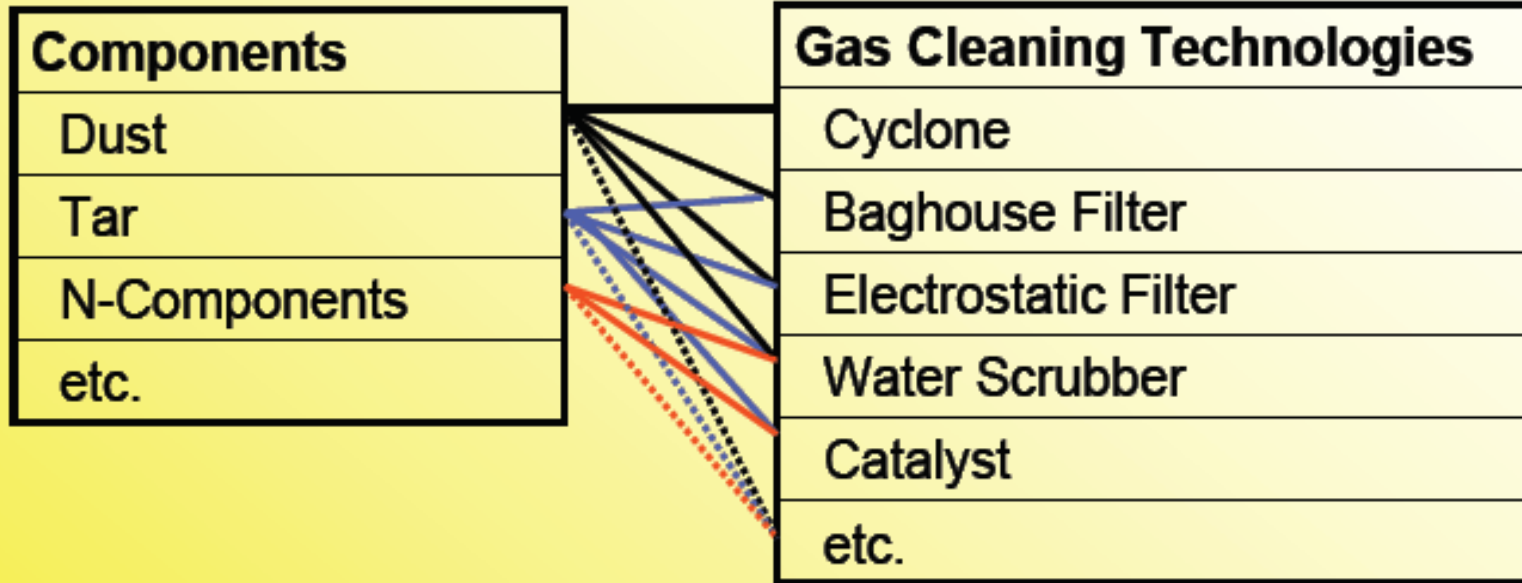 Components
Dust
Tar
N-Components
etc.
Gas Cleaning Technologies
Cyclone
Baghouse Filter
Electrostatic Filter
Water Scrubber
Catalyst
etc.